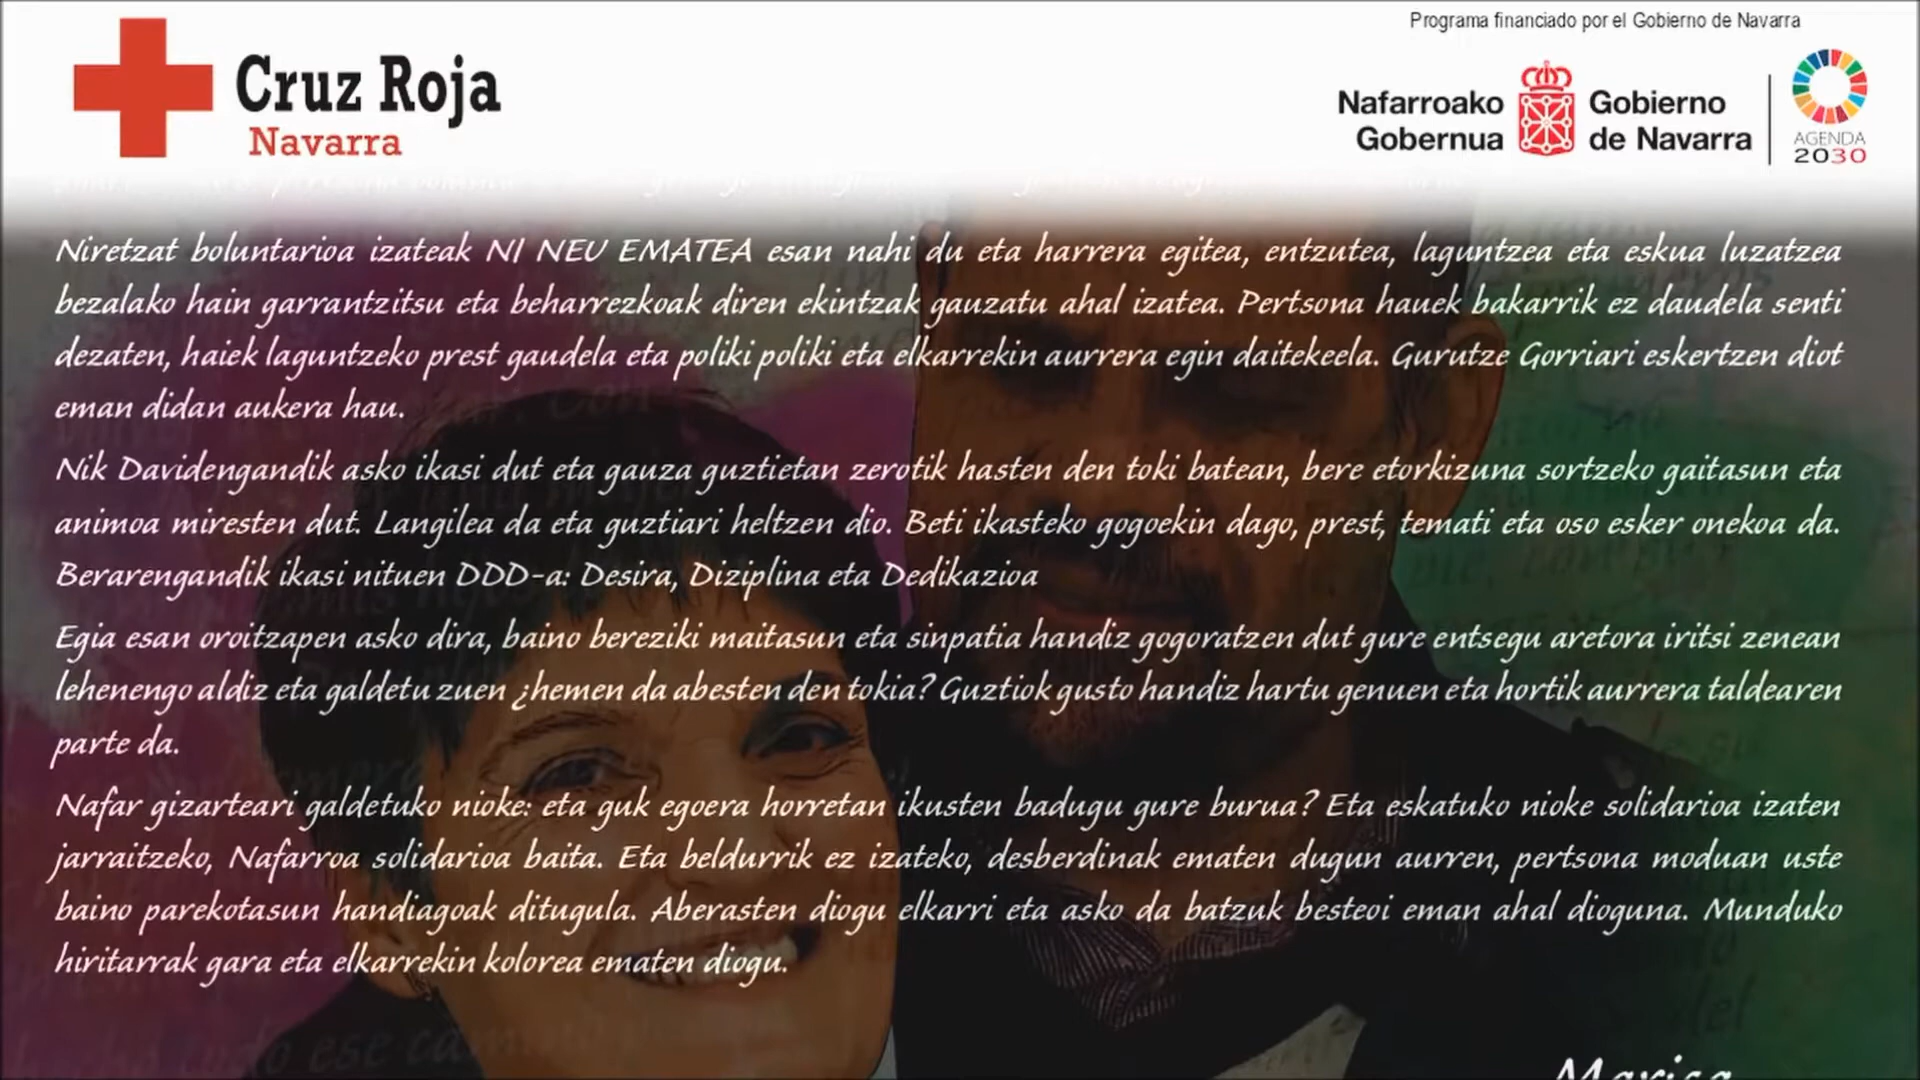 Programa financiado por el Gobierno de Navarra
Cruz Roja
Navarra
Nafarroako
Gobernua
Gobierno
de Navarra
AGENDA
2030
Niretzat boluntarioa izateak NI NEU EMATEA esan nahi du eta harrera egitea, entzutea, laguntzea eta eskua luzatzea
bezalako hain garrantzitsu eta beharrezkoak diren ekintzak gauzatu ahal izatea. Pertsona hauek bakarrik ez daudela senti
dezaten, haiek laguntzeko prest gaudela eta poliki poliki eta elkarrekin aurrera egin daitekeela. Gurutze Gorriari eskertzen diot
eman didan aukera hau.
Nik Davidengandik asko ikasi dut eta gauza guztietan zerotik hasten den toki batean, bere etorkizuna sortzeko gaitasun eta
animoa miresten dut. Langilea da eta guztiari heltzen dio. Beti ikasteko gogoekin dago, prest, temati eta oso esker onekoa da.
Berarengandik ikasi nituen DDD-a: Desira, Diziplina eta Dedikazioa
Egia esan oroitzapen asko dira, baino bereziki maitasun eta sinpatia handiz gogoratzen dut gure entsegu aretora iritsi zenean
lehenengo aldiz eta galdetu zuen ¿hemen da abesten den tokia? Guztiok gusto handiz hartu genuen eta hortik aurrera taldearen
parte da.
Nafar gizarteari galdetuko nioke: eta guk egoera horretan ikusten badugu gure burua? Eta eskatuko nioke solidarioa izaten
jarraitzeko, Nafarroa solidarioa baita. Eta beldurrik ez izateko, desberdinak ematen dugun aurren, pertsona moduan uste
baino parekotasun handiagoak ditugula. Aberasten diogu elkarri eta asko da batzuk besteoi eman ahal dioguna. Munduko
hiritarrak gara eta elkarrekin kolorea ematen diogu.
Marisa